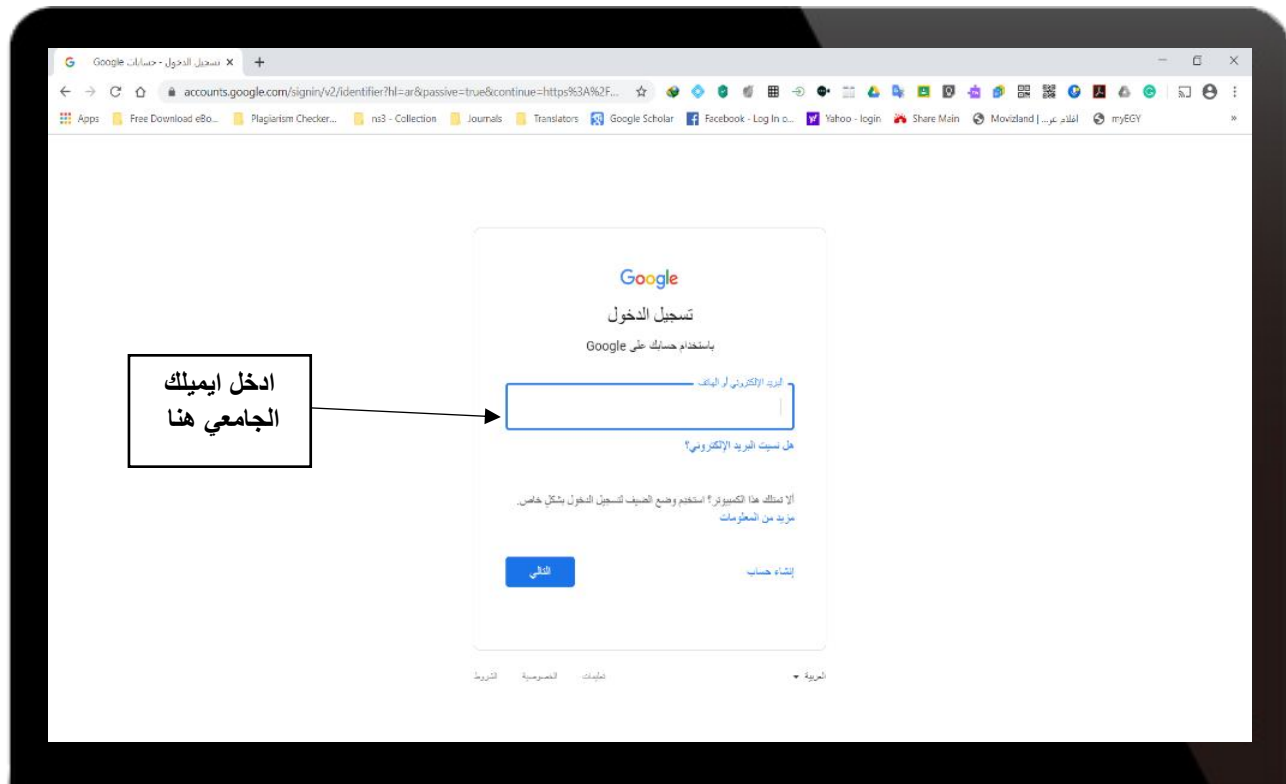 تسجيل الدخول - حسابات Google
accounts.google.com/signin/v2/identifier?hl=ar&passive=true&continue=https%3A%2F...
Apps Free Download eBo... Plagiarism Checker... ns3 - Collection Journals Translators Google Scholar Facebook - Log In o... Yahoo - login Share Main Movizland | افلام عر... myEGY
Google
تسجيل الدخول
باستخدام حسابك على Google
البريد الإلكتروني أو الهاتف
ادخل ايميلك
الجامعي هنا
هل نسيت البريد الإلكتروني؟
ألا تمتلك هذا الكمبيوتر؟ استخدم وضع الضيف لتسجيل الدخول بشكل خاص.
مزيد من المعلومات
إنشاء حساب
التالي
العربية
تعليمات الخصوصية الشروط